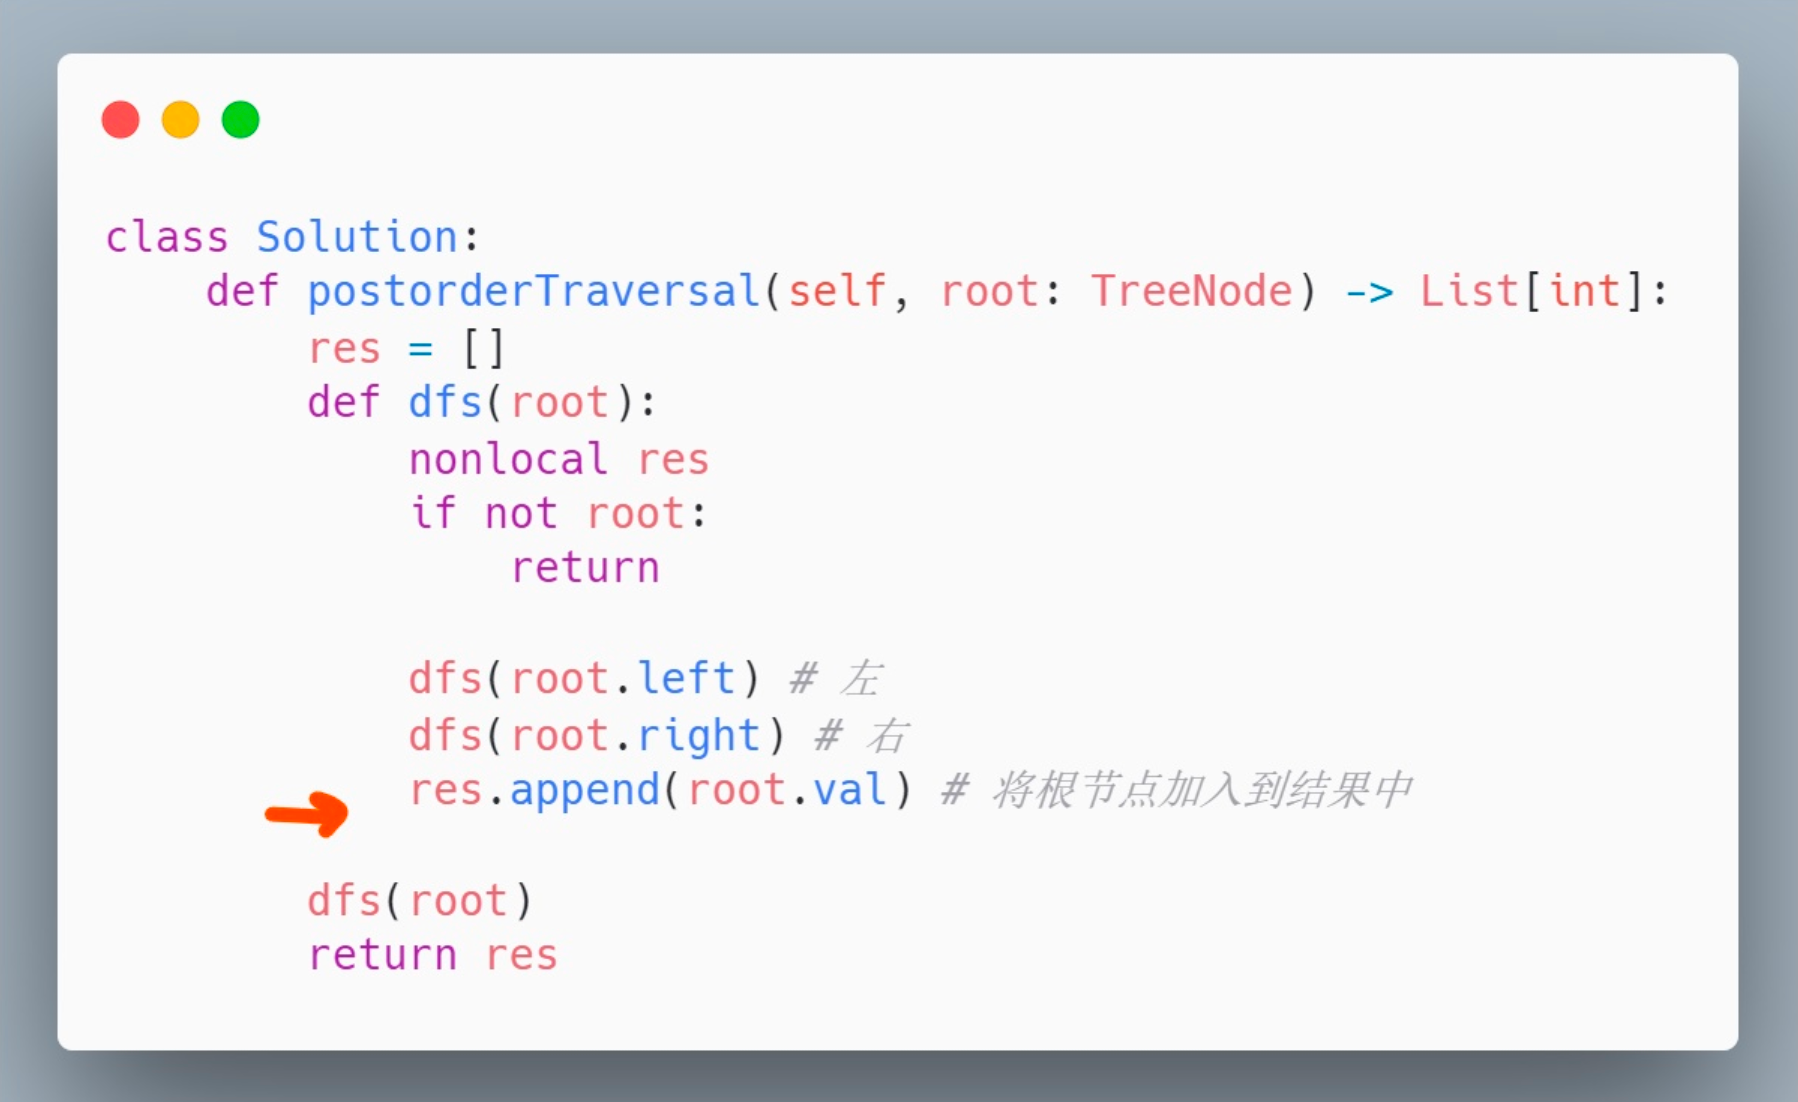 class Solution:
    def postorderTraversal(self, root: TreeNode) -> List[int]:
        res = []
        def dfs(root):
            nonlocal res
            if not root:
                return

            dfs(root.left) # 左
            dfs(root.right) # 右
            res.append(root.val) # 将根节点加入到结果中

        dfs(root)
        return res